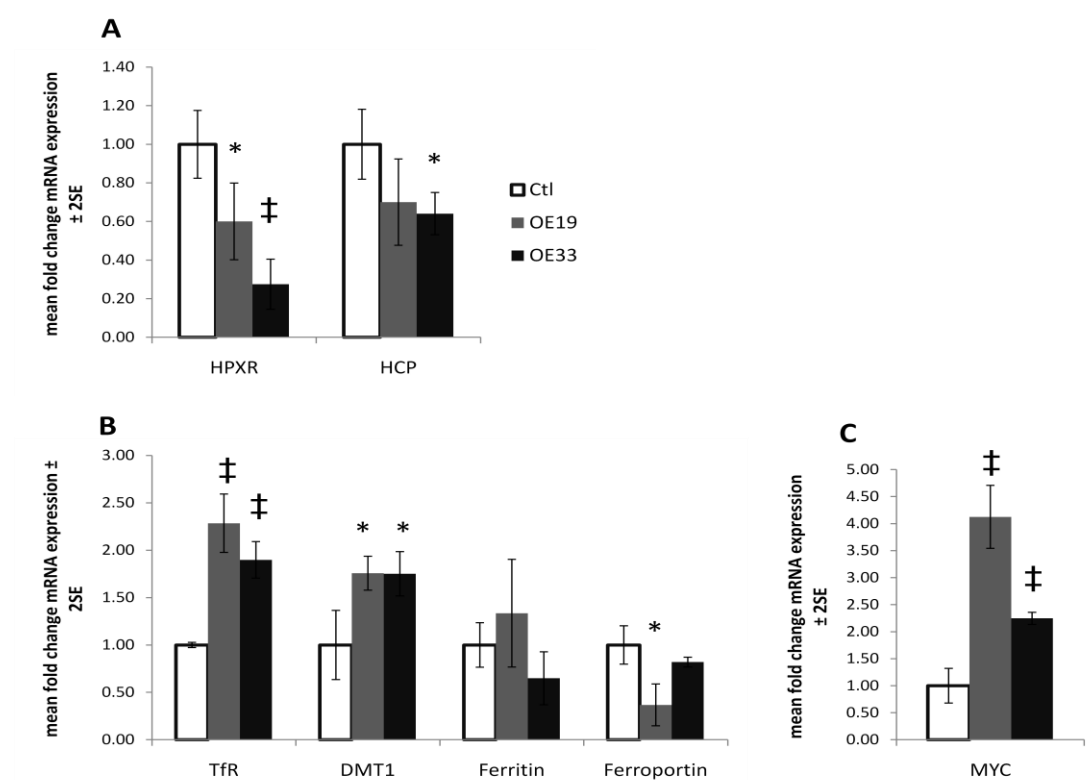 A
mean fold change mRNA expression
± 2SE
1.40
1.20
1.00
0.80
0.60
0.40
0.20
0.00
*
‡
*
HPXR
HCP
Ctl
OE19
OE33
B
mean fold change mRNA expression ±
2SE
3.00
2.50
2.00
1.50
1.00
0.50
0.00
‡
‡
*
*
*
TfR
DMT1
Ferritin
Ferroportin
C
mean fold change mRNA expression
± 2SE
5.00
4.50
4.00
3.50
3.00
2.50
2.00
1.50
1.00
0.50
0.00
‡
‡
MYC